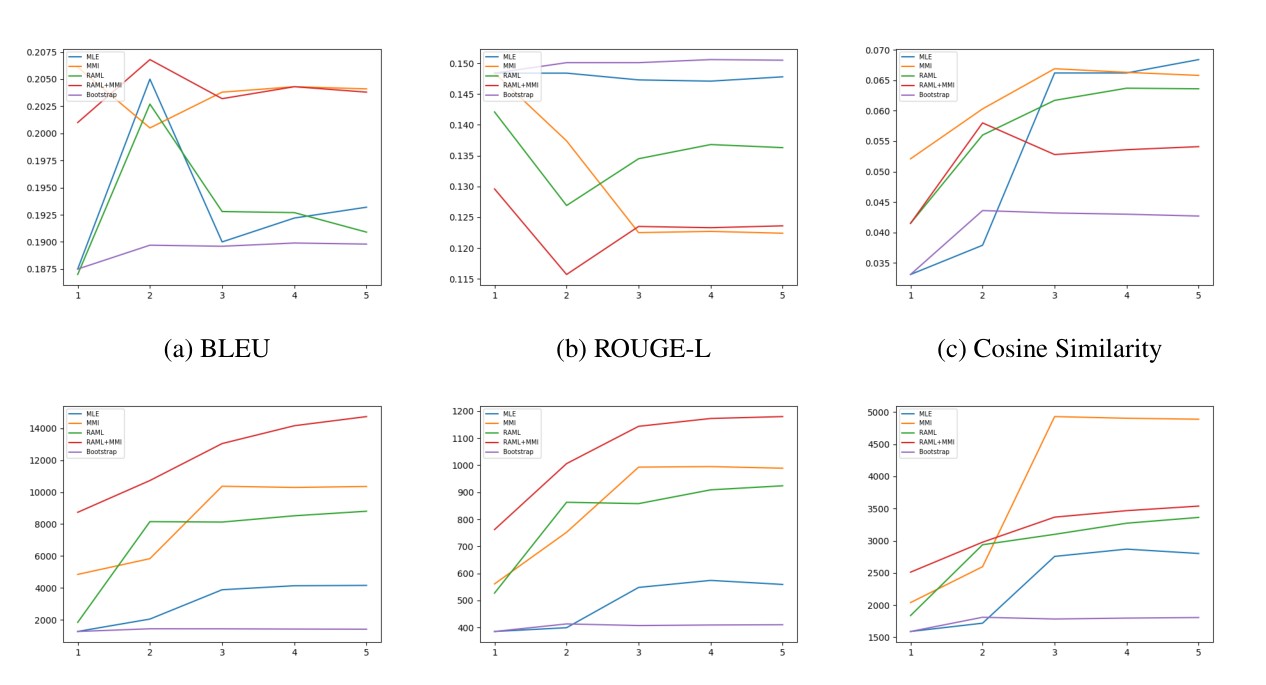 0.2075
0.2050
0.2025
0.2000
0.1975
0.1950
0.1925
0.1900
0.1875
MLE
MMI
RAML
RAML+MMI
Bootstrap
1 2 3 4 5
(a) BLEU
0.150
0.145
0.140
0.135
0.130
0.125
0.120
0.115
MLE
MMI
RAML
RAML+MMI
Bootstrap
1 2 3 4 5
(b) ROUGE-L
0.070
0.065
0.060
0.055
0.050
0.045
0.040
0.035
MLE
MMI
RAML
RAML+MMI
Bootstrap
1 2 3 4 5
(c) Cosine Similarity
14000
12000
10000
8000
6000
4000
2000
MLE
MMI
RAML
RAML+MMI
Bootstrap
1 2 3 4 5
1200
1100
1000
900
800
700
600
500
400
MLE
MMI
RAML
RAML+MMI
Bootstrap
1 2 3 4 5
5000
4500
4000
3500
3000
2500
2000
1500
MLE
MMI
RAML
RAML+MMI
Bootstrap
1 2 3 4 5